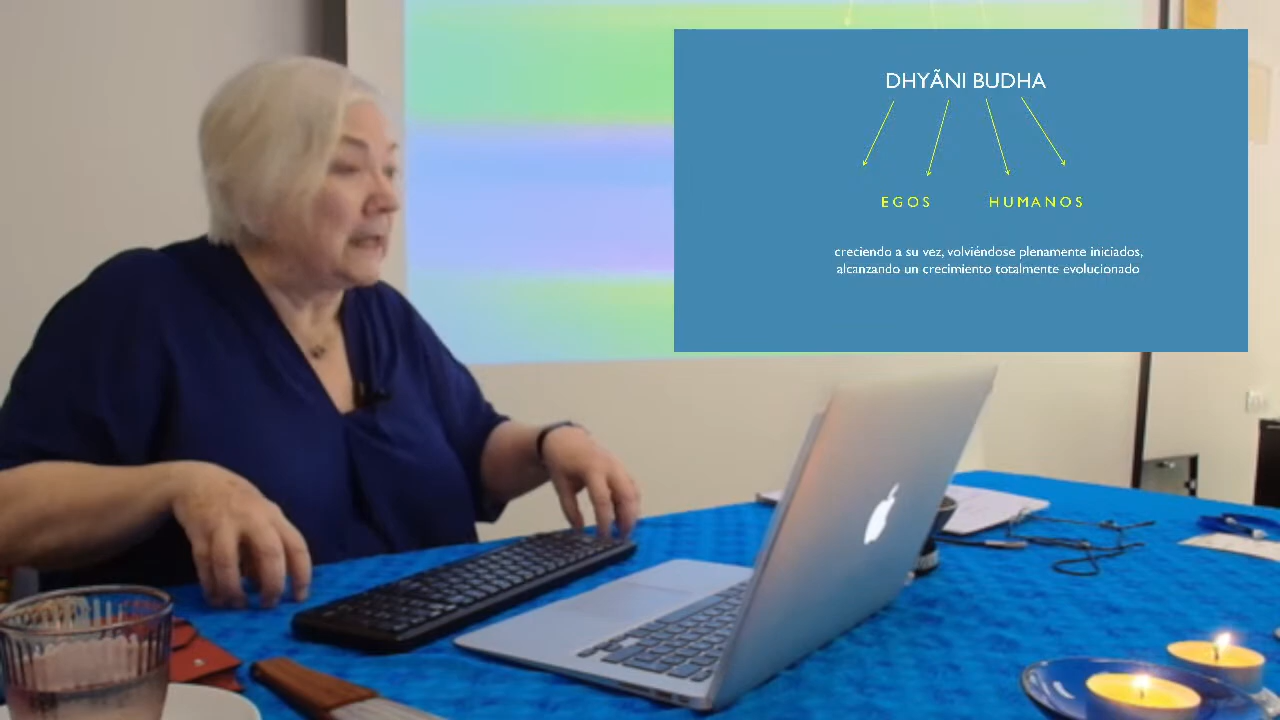 DHYÃNI BUDHA
EGOS HUMANOS
creciendo a su vez, volviéndose plenamente iniciados,
alcanzando un crecimiento totalmente evolucionado